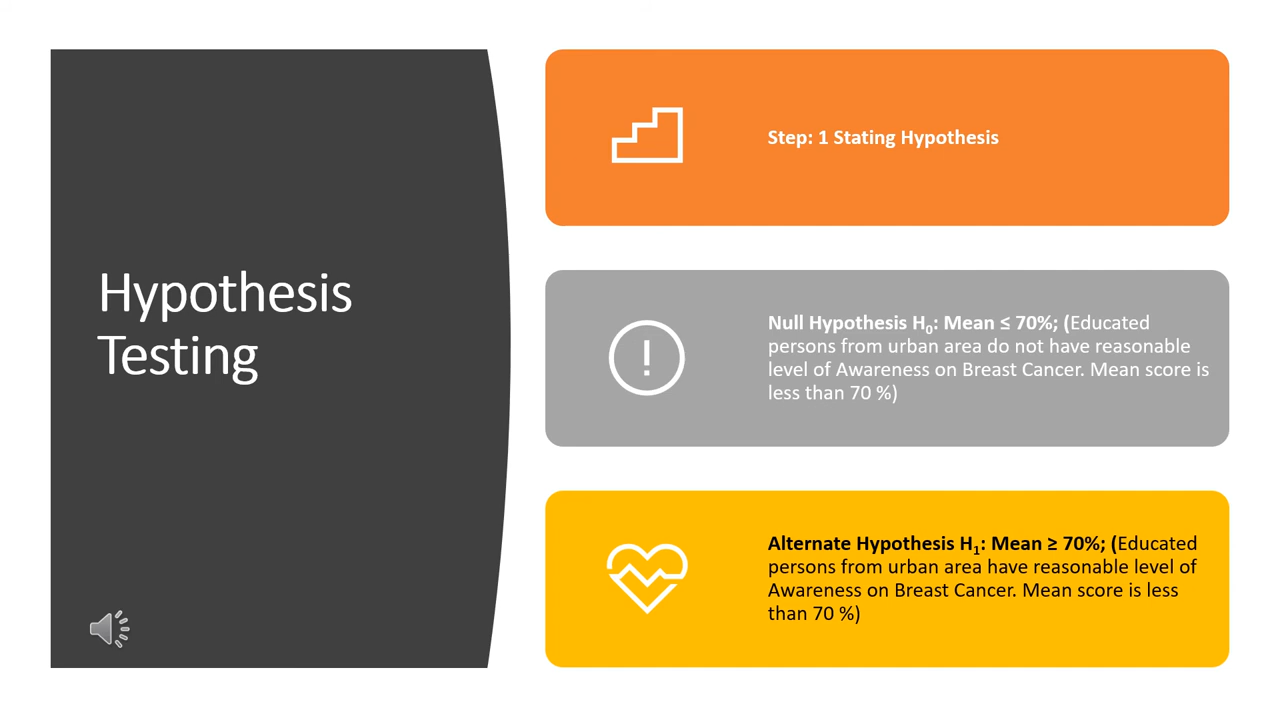 Hypothesis
Testing
Step: 1 Stating Hypothesis
Null Hypothesis H₀: Mean ≤ 70%; (Educated
persons from urban area do not have reasonable
level of Awareness on Breast Cancer. Mean score is
less than 70 %)
Alternate Hypothesis H₁: Mean ≥ 70%; (Educated
persons from urban area have reasonable level of
Awareness on Breast Cancer. Mean score is less
than 70 %)